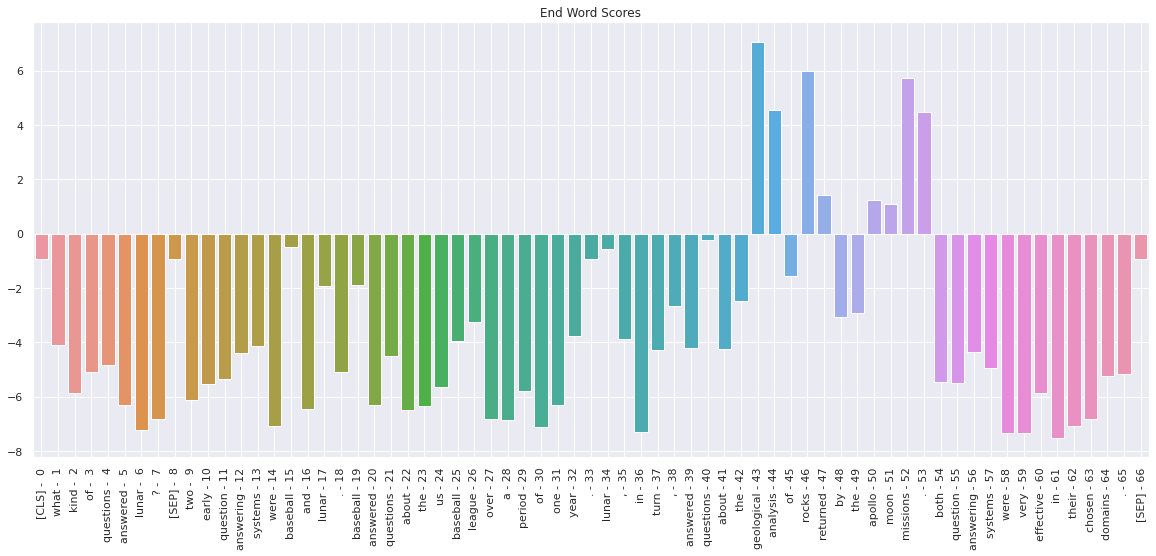 End Word Scores
6
4
2
0
−2
−4
−6
−8
[CLS] - 0
what - 1
kind - 2
of - 3
questions - 4
answered - 5
lunar - 6
? - 7
[SEP] - 8
two - 9
early - 10
question - 11
answering - 12
systems - 13
were - 14
baseball - 15
and - 16
lunar - 17
. - 18
baseball - 19
answered - 20
questions - 21
about - 22
the - 23
us - 24
baseball - 25
league - 26
over - 27
a - 28
period - 29
of - 30
one - 31
year - 32
. - 33
lunar - 34
, - 35
in - 36
turn - 37
, - 38
answered - 39
questions - 40
about - 41
the - 42
geological - 43
analysis - 44
of - 45
rocks - 46
returned - 47
by - 48
the - 49
apollo - 50
moon - 51
missions - 52
. - 53
both - 54
question - 55
answering - 56
systems - 57
were - 58
very - 59
effective - 60
in - 61
their - 62
chosen - 63
domains - 64
. - 65
[SEP] - 66